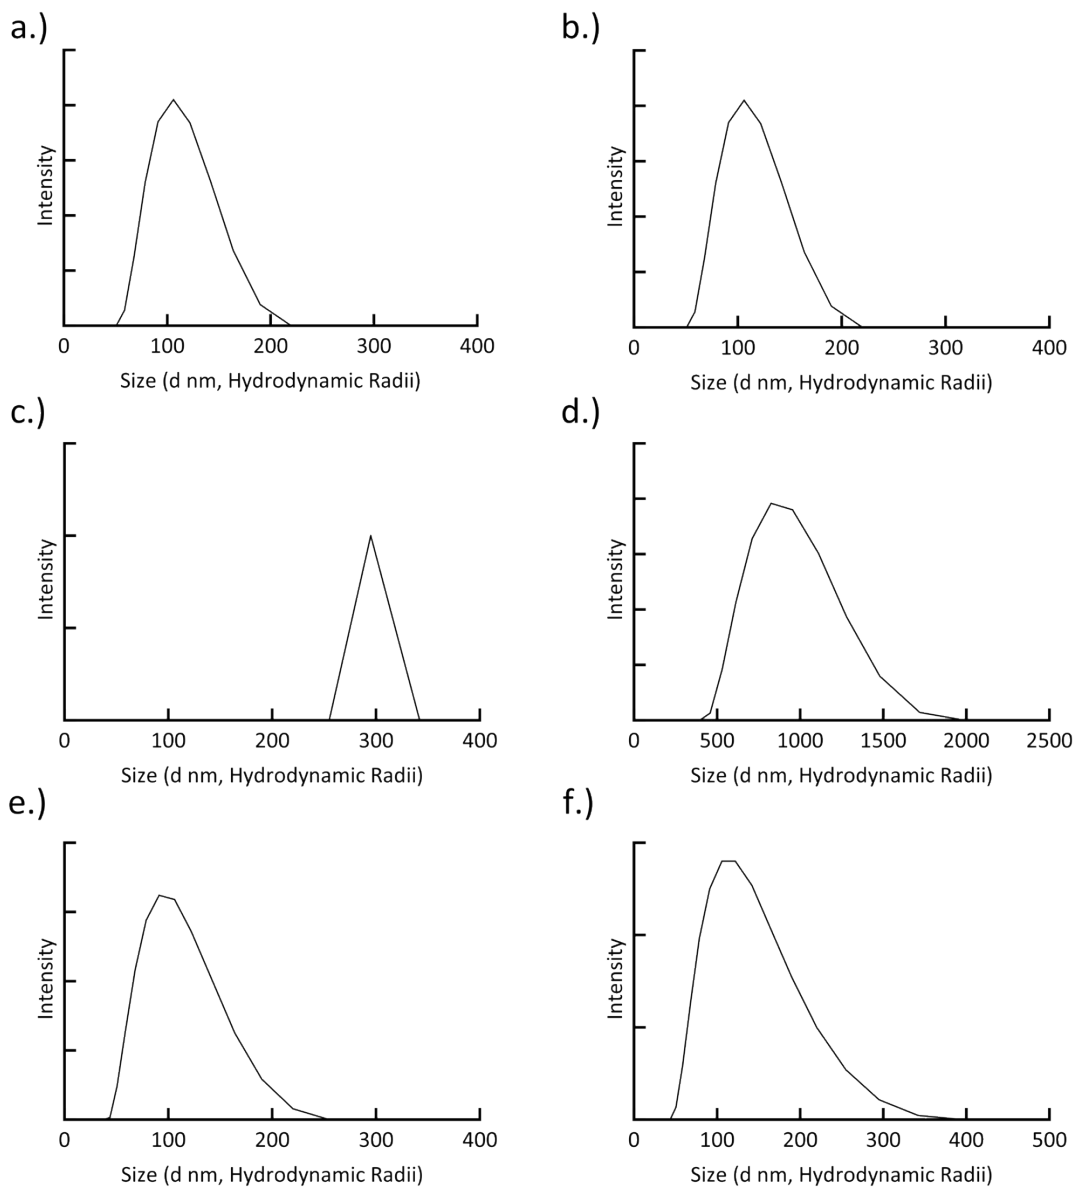 a.)
b.)
Intensity
Intensity
0 100 200 300 400
0 100 200 300 400
Size (d nm, Hydrodynamic Radii)
Size (d nm, Hydrodynamic Radii)
c.)
d.)
Intensity
Intensity
0 100 200 300 400
0 500 1000 1500 2000 2500
Size (d nm, Hydrodynamic Radii)
Size (d nm, Hydrodynamic Radii)
e.)
f.)
Intensity
Intensity
0 100 200 300 400
0 100 200 300 400 500
Size (d nm, Hydrodynamic Radii)
Size (d nm, Hydrodynamic Radii)